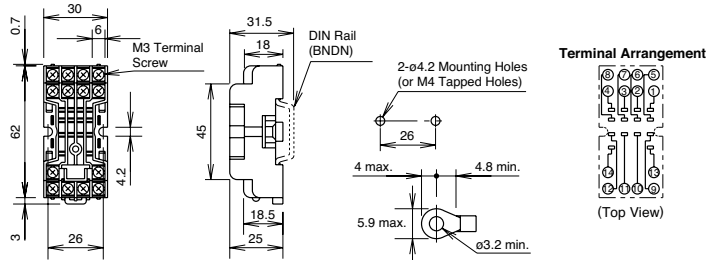 30
6
0.7
M3 Terminal
Screw
62
4.2
3
26
31.5
18
DIN Rail
(BNDN)
45
18.5
25
2-ø4.2 Mounting Holes
(or M4 Tapped Holes)
26
4 max.
4.8 min.
5.9 max.
ø3.2 min.
Terminal Arrangement
8 7 6 5
4 3 2 1
14 13
12 11 10 9
(Top View)